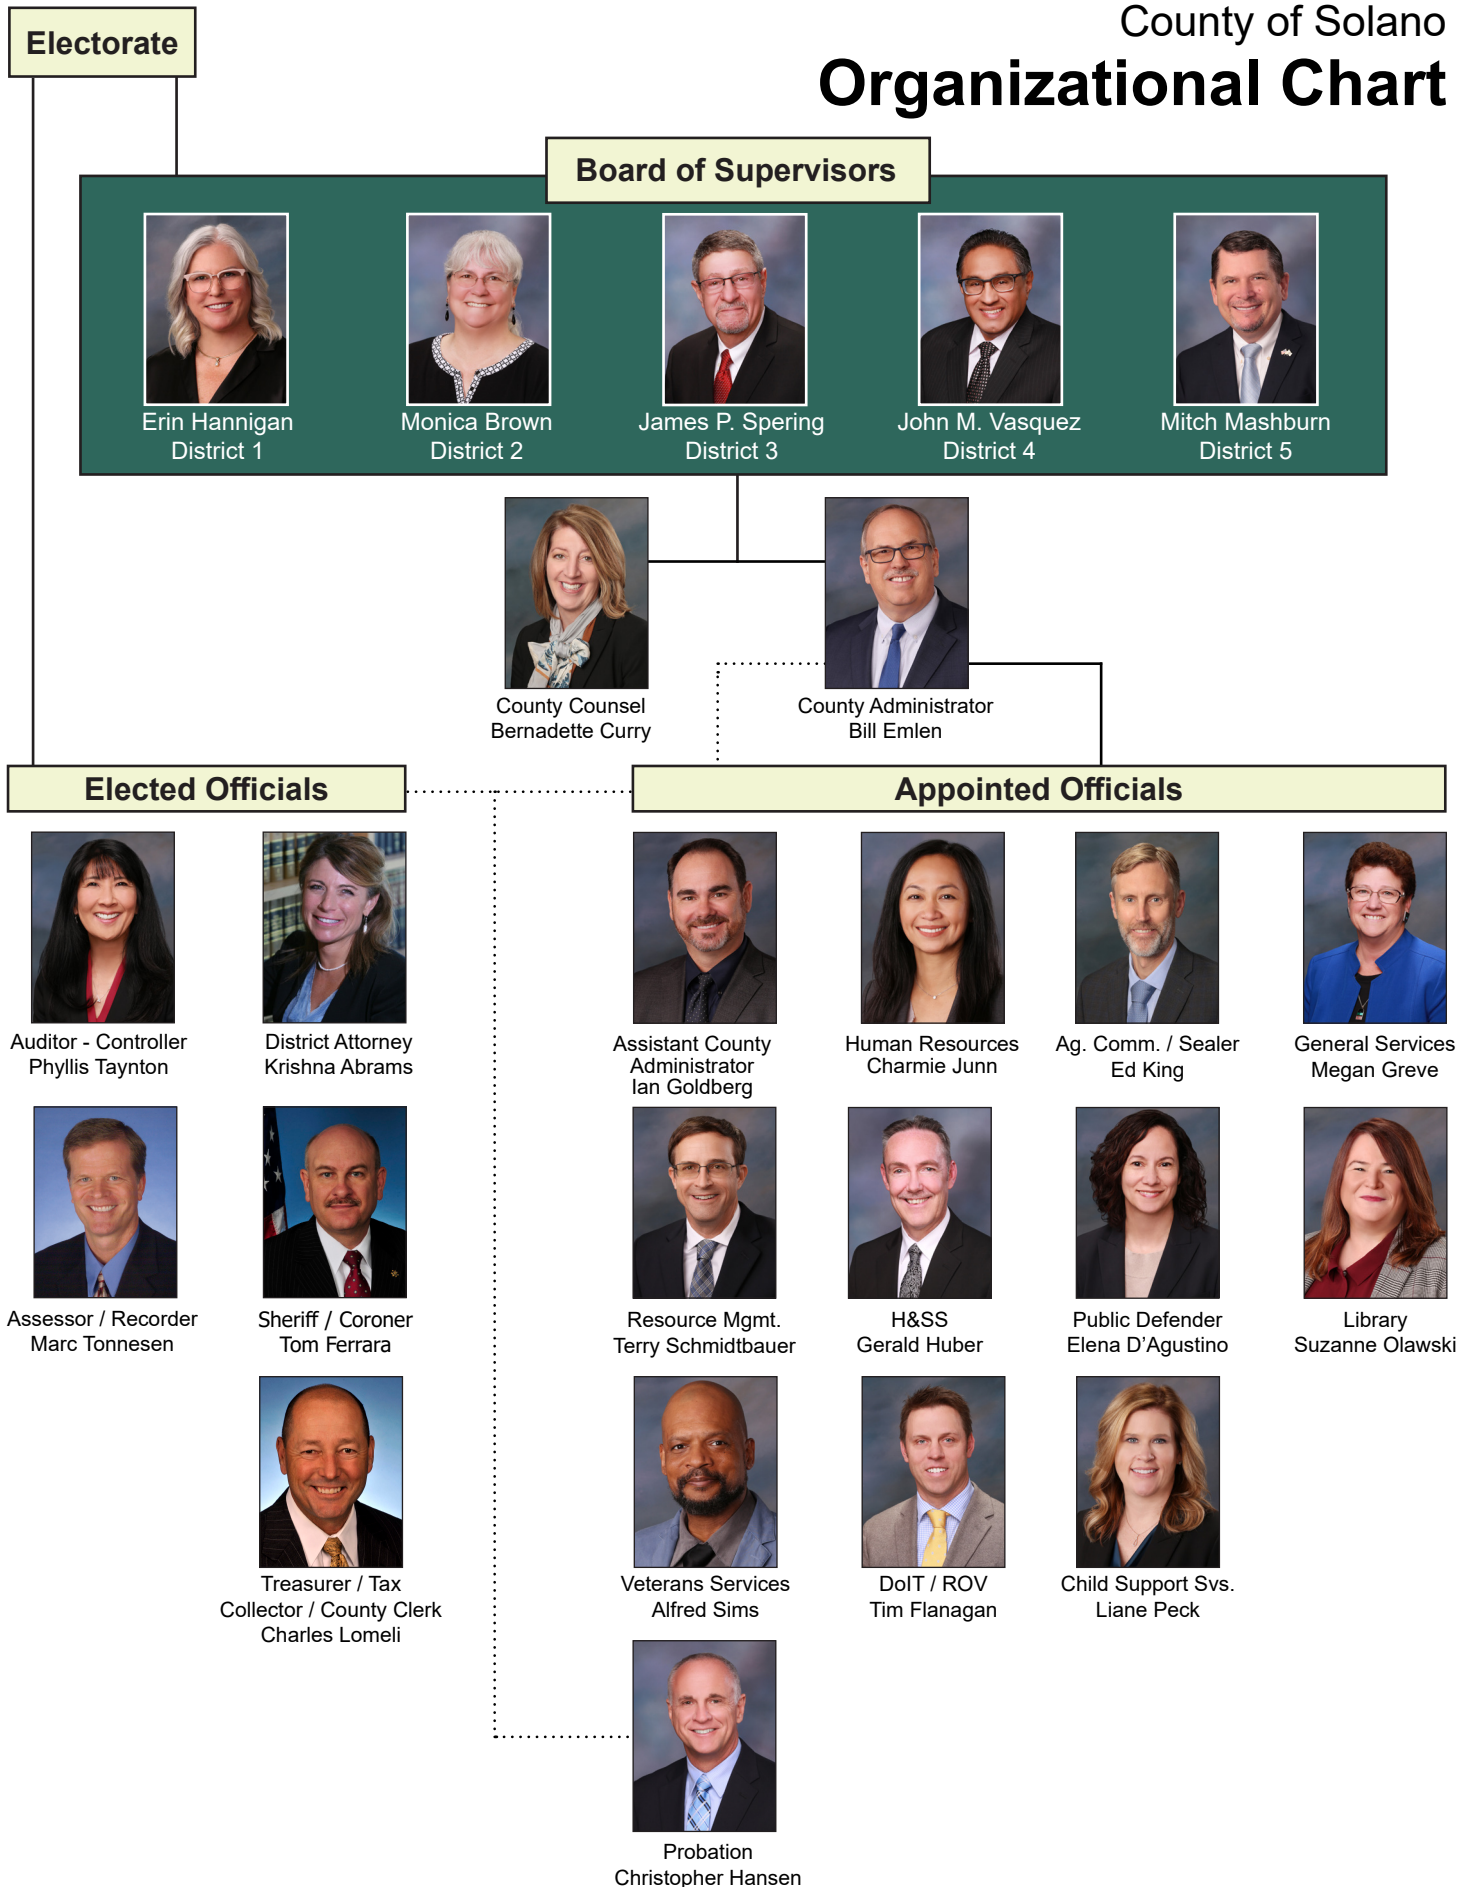 County of Solano
Organizational Chart
Electorate
Board of Supervisors
Erin Hannigan
District 1
Monica Brown
District 2
James P. Spering
District 3
John M. Vasquez
District 4
Mitch Mashburn
District 5
County Counsel
Bernadette Curry
County Administrator
Bill Emlen
Elected Officials
Auditor - Controller
Phyllis Taynton
District Attorney
Krishna Abrams
Assessor / Recorder
Marc Tonnesen
Sheriff / Coroner
Tom Ferrara
Treasurer / Tax
Collector / County Clerk
Charles Lomeli
Appointed Officials
Assistant County
Administrator
Ian Goldberg
Human Resources
Charmie Junn
Ag. Comm. / Sealer
Ed King
General Services
Megan Greve
Resource Mgmt.
Terry Schmidtbauer
H&SS
Gerald Huber
Public Defender
Elena D’Agustino
Library
Suzanne Olawski
Veterans Services
Alfred Sims
DoIT / ROV
Tim Flanagan
Child Support Svs.
Liane Peck
Probation
Christopher Hansen